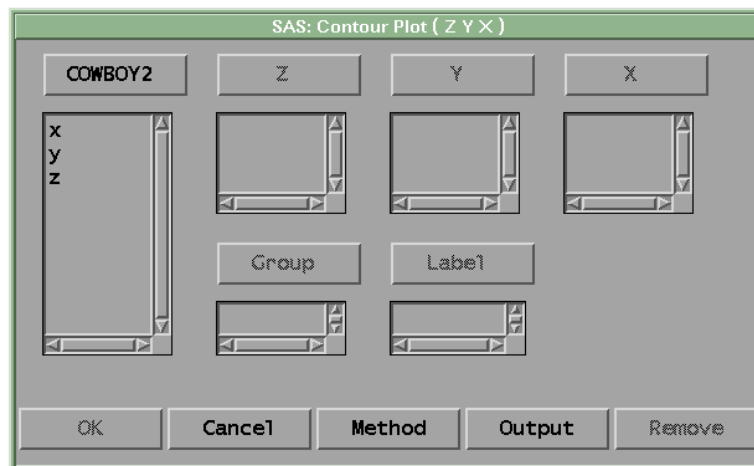 SAS: Contour Plot ( Z Y X )
COWBOY2 Z Y X
x
y
z
Group Label
OK Cancel Method Output Remove